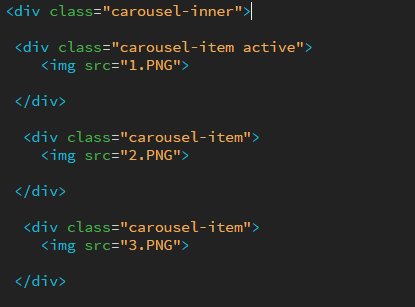 <div class="carousel-inner">
<div class="carousel-item active">
<img src="1.PNG">
</div>
<div class="carousel-item">
<img src="2.PNG">
</div>
<div class="carousel-item">
<img src="3.PNG">
</div>